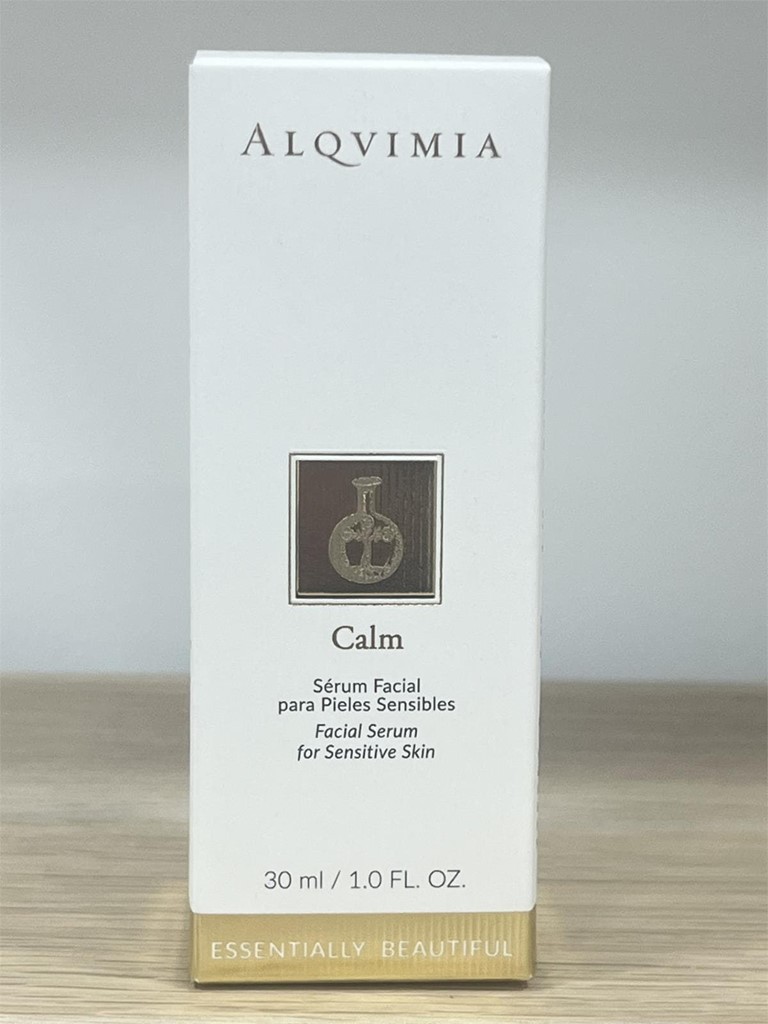 ALQVIMIA
Calm
Sérum Facial
para Pieles Sensibles
Facial Serum
for Sensitive Skin
30 ml / 1.0 FL. OZ.
ESSENTIALLY BEAUTIFUL